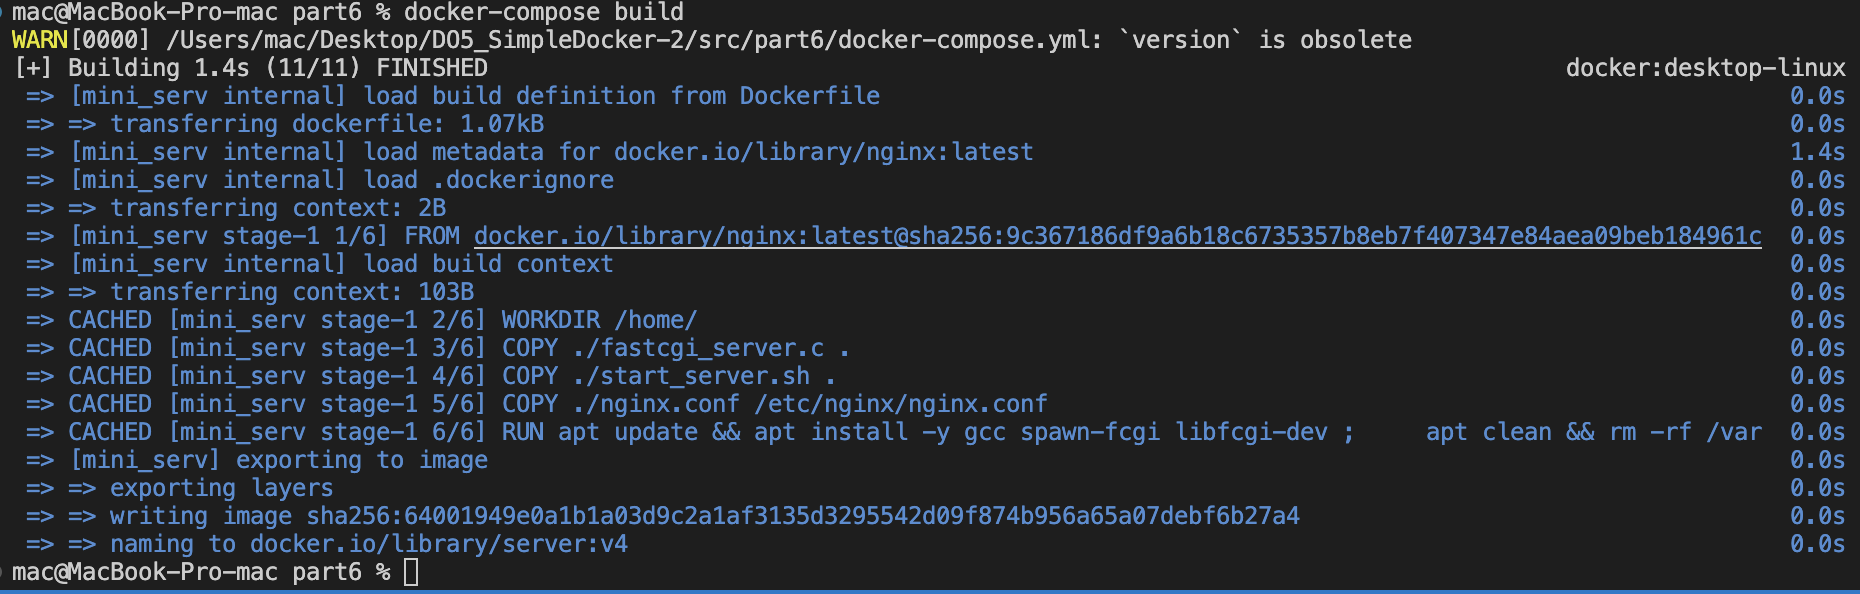 mac@MacBook-Pro-mac part6 % docker-compose build
WARN[0000] /Users/mac/Desktop/DO5_SimpleDocker-2/src/part6/docker-compose.yml: `version` is obsolete
[+] Building 1.4s (11/11) FINISHED docker:desktop-linux
=> [mini_serv internal] load build definition from Dockerfile 0.0s
=> => transferring dockerfile: 1.07kB 0.0s
=> [mini_serv internal] load metadata for docker.io/library/nginx:latest 1.4s
=> [mini_serv internal] load .dockerignore 0.0s
=> => transferring context: 2B 0.0s
=> [mini_serv stage-1 1/6] FROM docker.io/library/nginx:latest@sha256:9c367186df9a6b18c6735357b8eb7f407347e84aea09beb184961c 0.0s
=> [mini_serv internal] load build context 0.0s
=> => transferring context: 103B 0.0s
=> CACHED [mini_serv stage-1 2/6] WORKDIR /home/ 0.0s
=> CACHED [mini_serv stage-1 3/6] COPY ./fastcgi_server.c . 0.0s
=> CACHED [mini_serv stage-1 4/6] COPY ./start_server.sh . 0.0s
=> CACHED [mini_serv stage-1 5/6] COPY ./nginx.conf /etc/nginx/nginx.conf 0.0s
=> CACHED [mini_serv stage-1 6/6] RUN apt update && apt install -y gcc spawn-fcgi libfcgi-dev ;     apt clean && rm -rf /var 0.0s
=> [mini_serv] exporting to image 0.0s
=> => exporting layers 0.0s
=> => writing image sha256:64001949e0a1b1a03d9c2a1af3135d3295542d09f874b956a65a07debf6b27a4 0.0s
=> => naming to docker.io/library/server:v4 0.0s
mac@MacBook-Pro-mac part6 %